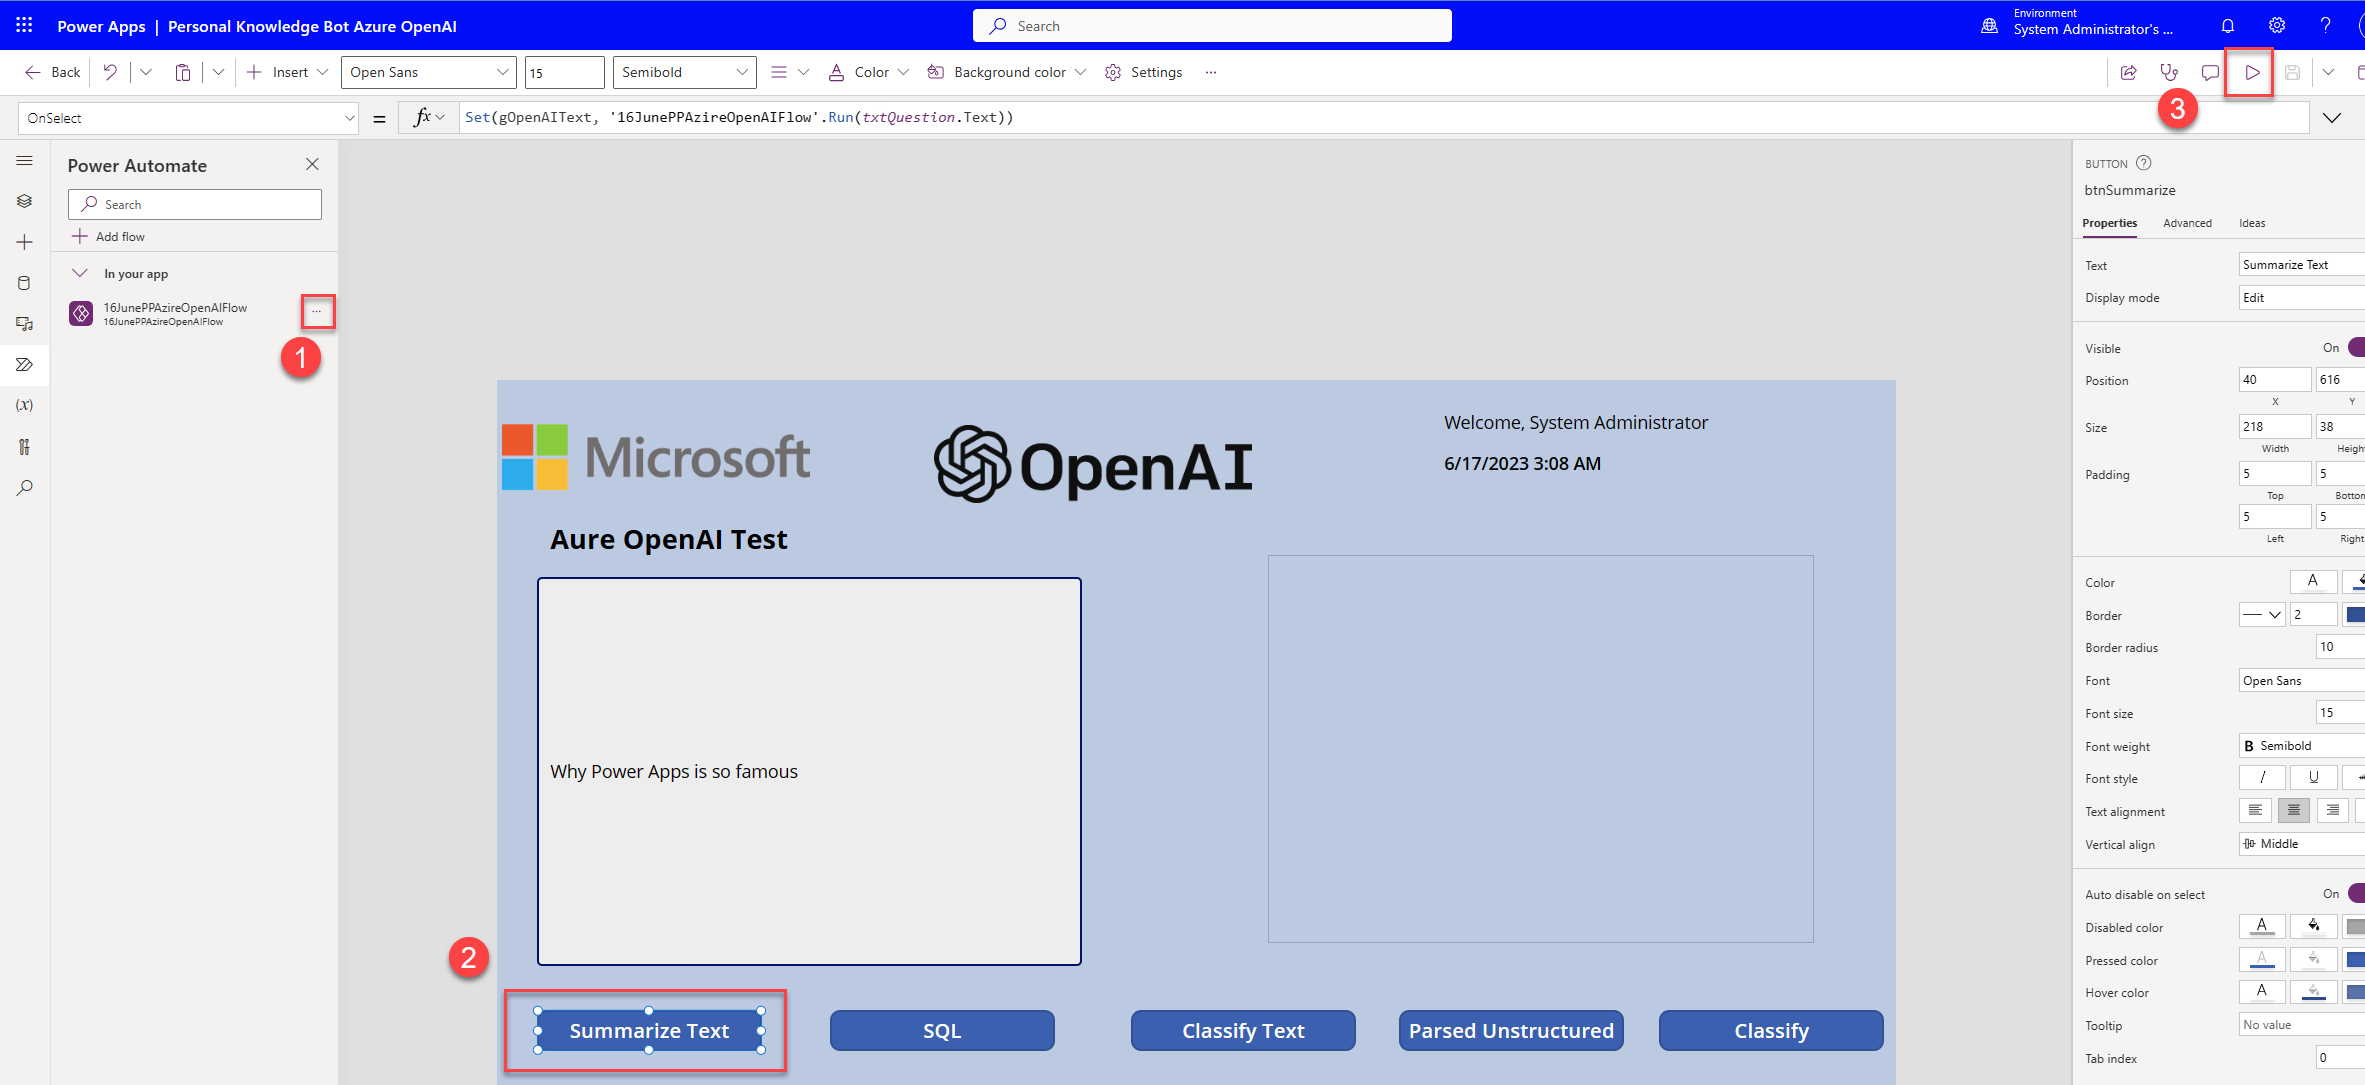 Power Apps | Personal Knowledge Bot Azure OpenAI
Search
Environment
System Administrator's ...
Back
Insert
Open Sans
15
Semibold
Color
Background color
Settings
3
OnSelect
=
fx
Set(gOpenAIText, '16JunePPAzireOpenAIFlow'.Run(txtQuestion.Text))
Power Automate
Search
Add flow
In your app
16JunePPAzireOpenAIFlow
16JunePPAzireOpenAIFlow
...
1
(x)
Microsoft
OpenAI
Welcome, System Administrator
6/17/2023 3:08 AM
Aure OpenAI Test
Why Power Apps is so famous
2
Summarize Text
SQL
Classify Text
Parsed Unstructured
Classify
BUTTON
btnSummarize
Properties
Advanced
Ideas
Text
Summarize Text
Display mode
Edit
Visible
On
Position
40
616
X
Y
Size
218
38
Width
Height
Padding
5
5
Top
Bottom
5
5
Left
Right
Color
A
Border
2
Border radius
10
Font
Open Sans
Font size
15
Font weight
B Semibold
Font style
/
U
Text alignment
Vertical align
Middle
Auto disable on select
On
Disabled color
A
Pressed color
A
Hover color
A
Tooltip
No value
Tab index
0